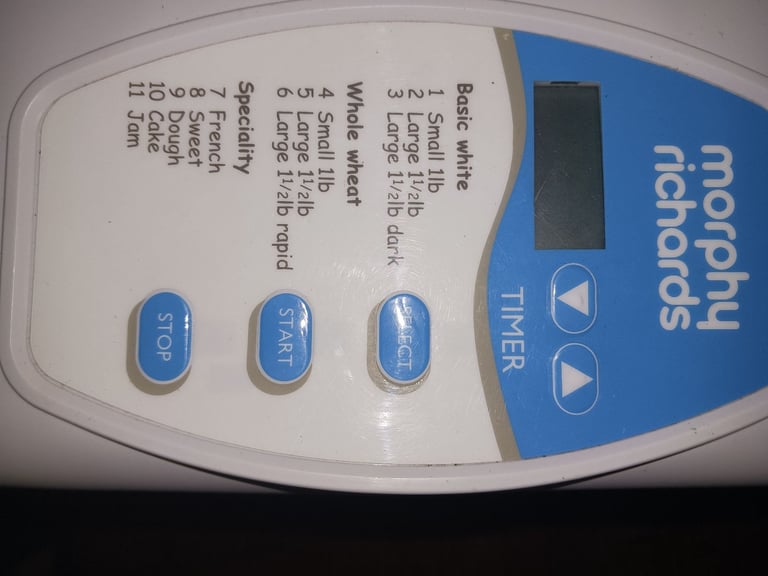 morphy
richards
TIMER
Basic white
1 Small 1lb
2 Large 1½lb
3 Large 1½lb dark
Whole wheat
4 Small 1lb
5 Large 1½lb
6 Large 1½lb rapid
Speciality
7 French
8 Sweet
9 Dough
10 Cake
11 Jam
SELECT
START
STOP